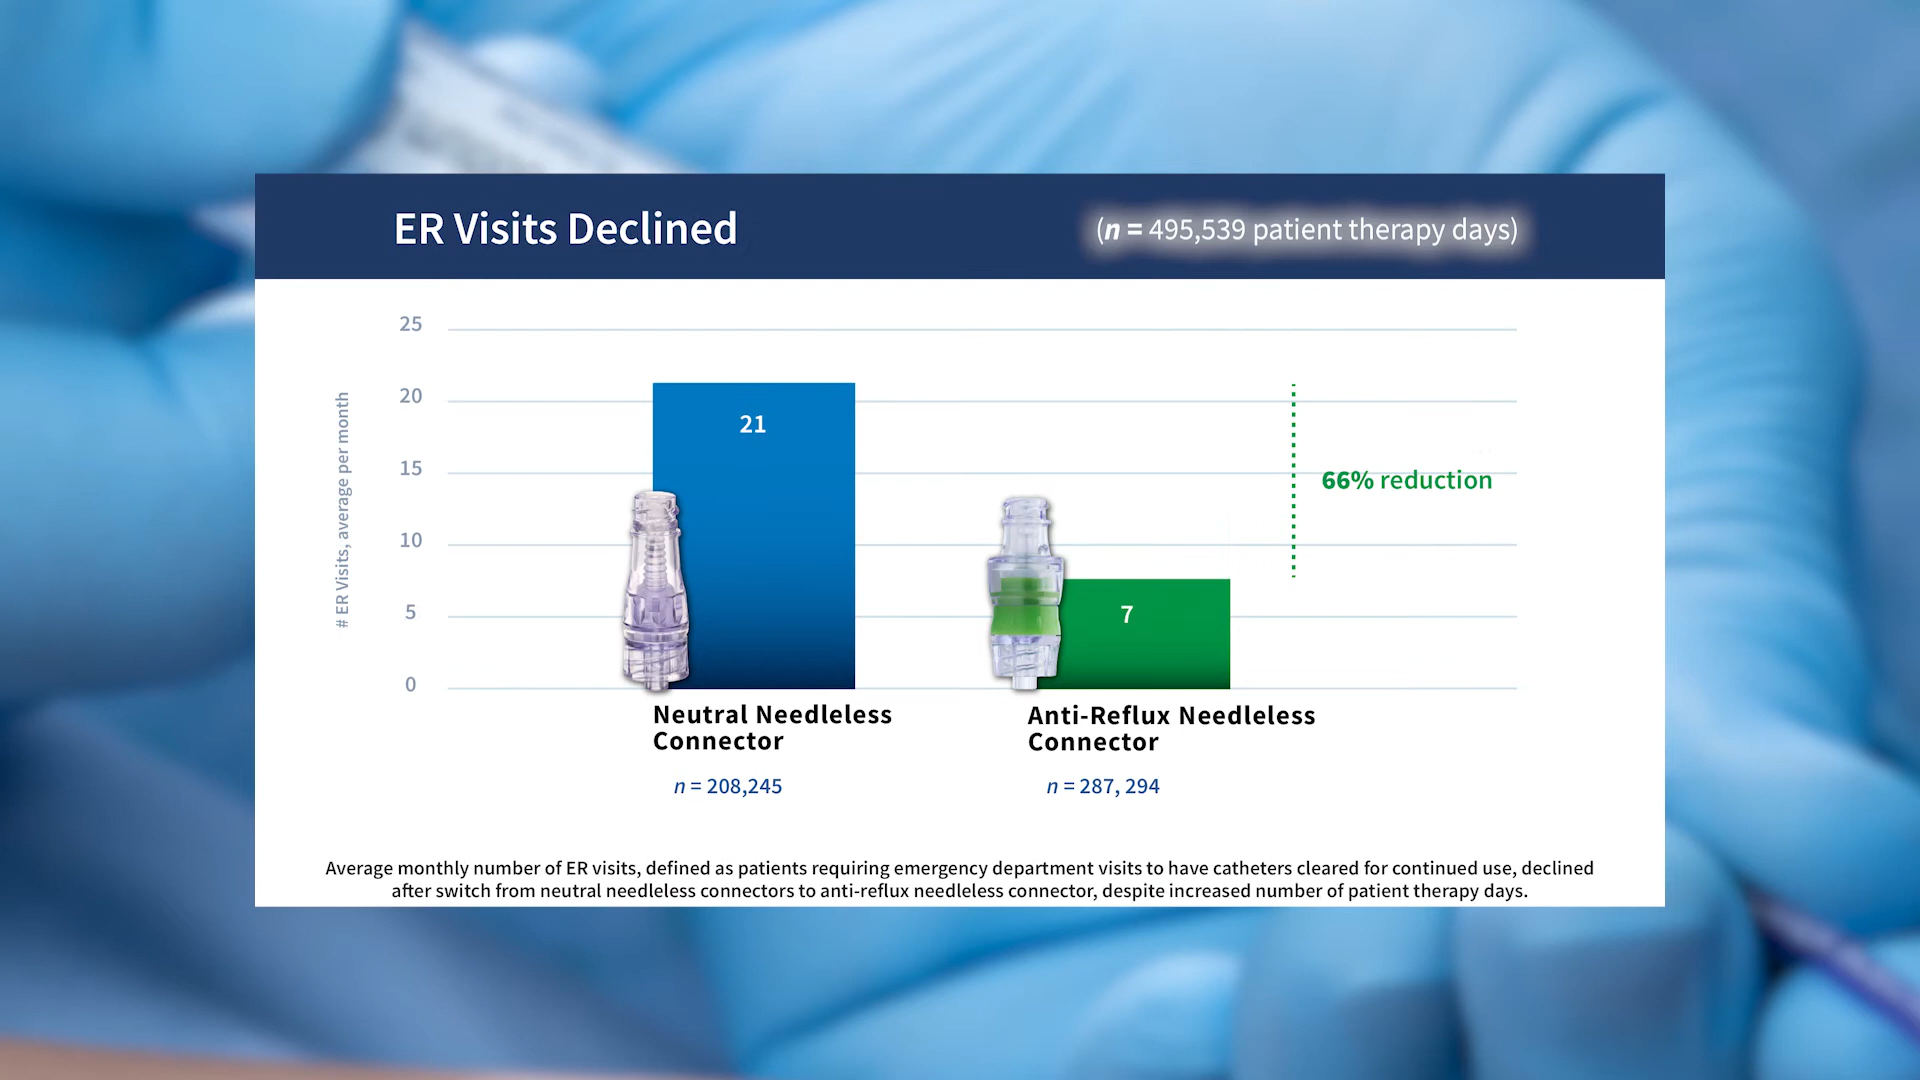 ER Visits Declined
(n = 495,539 patient therapy days)
25
20
15
10
5
0
# ER Visits, average per month
21
7
66% reduction
Neutral Needleless
Connector
n = 208,245
Anti-Reflux Needleless
Connector
n = 287, 294
Average monthly number of ER visits, defined as patients requiring emergency department visits to have catheters cleared for continued use, declined
after switch from neutral needleless connectors to anti-reflux needleless connector, despite increased number of patient therapy days.